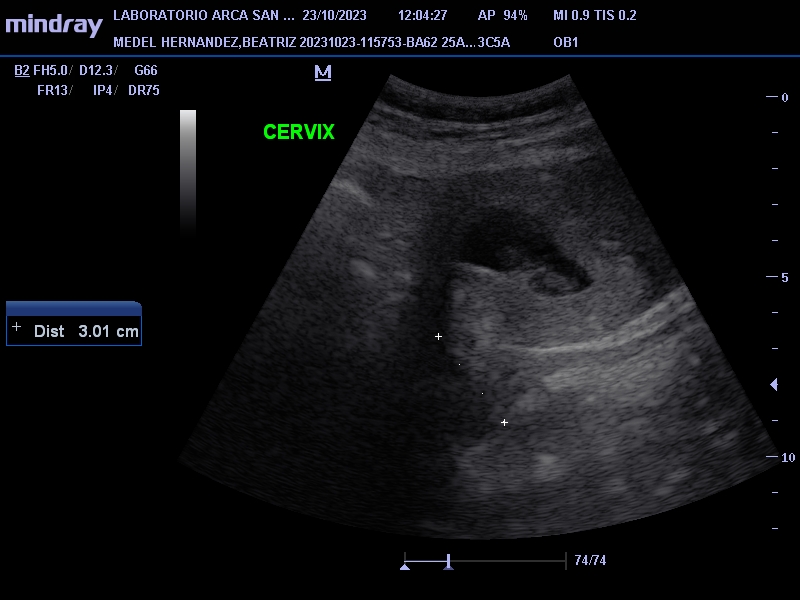 mindray
LABORATORIO ARCA SAN ... 23/10/2023 12:04:27 AP 94% MI 0.9 TIS 0.2
MEDEL HERNANDEZ,BEATRIZ 20231023-115753-BA62 25A...3C5A OB1
B2 FH5.0/ D12.3/ G66
FR13/ IP4/ DR75
M
CERVIX
0
5
+ Dist 3.01 cm
10
74/74